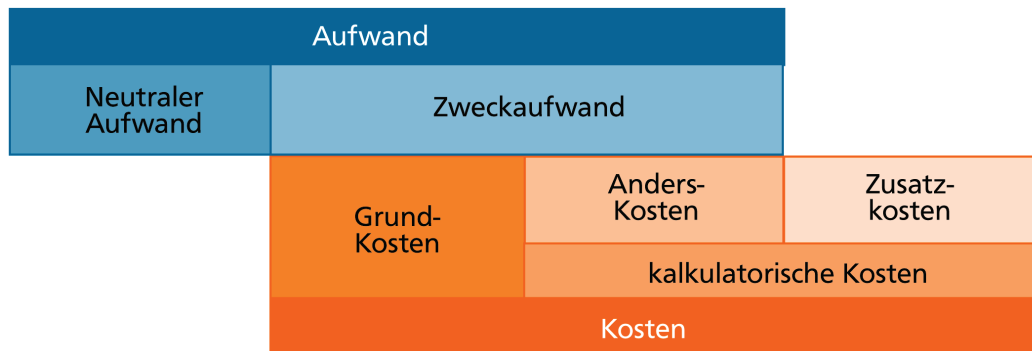 Aufwand
Neutraler
Aufwand
Zweckaufwand
Grund-
Kosten
Anders-
Kosten
Zusatz-
kosten
kalkulatorische Kosten
Kosten